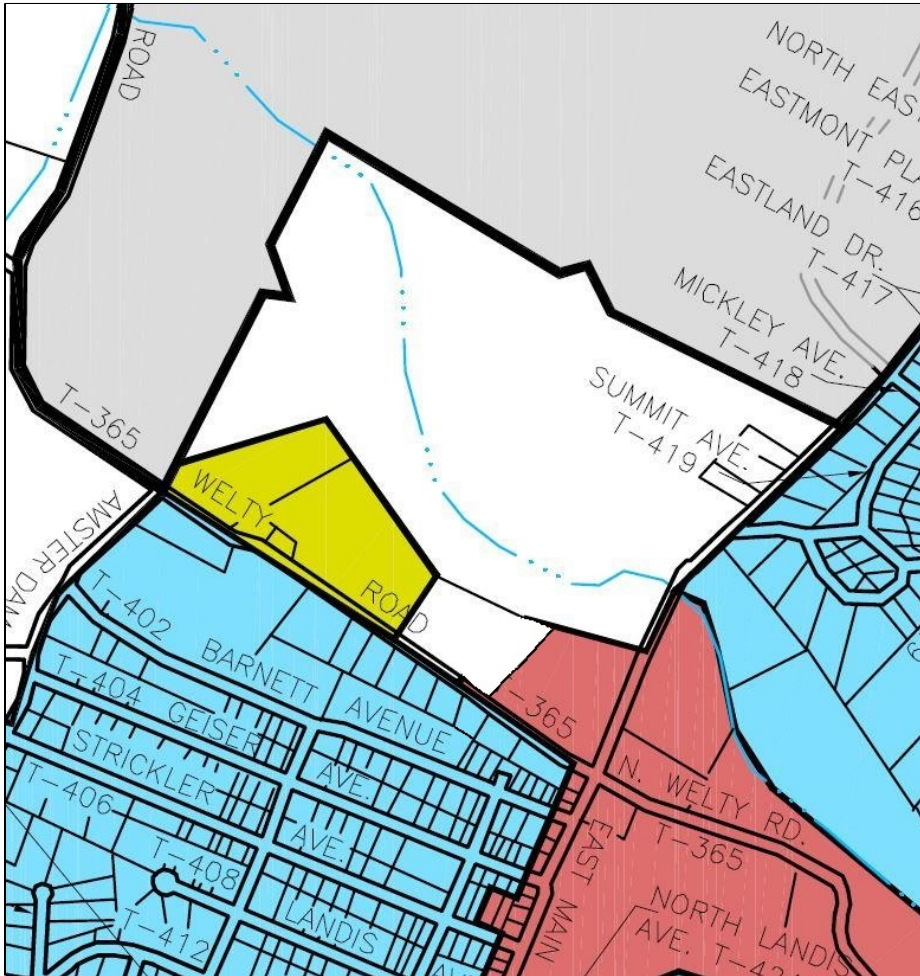 ROAD
NORTH EAST
EASTMONT PLA
T-416
EASTLAND DR.
T-417
MICKLEY AVE.
T-418
SUMMIT AVE.
T-419
T-365
WELTY
ROAD
AMSTERDAM
T-402
BARNETT AVENUE
-365
T-404
GEISER
AVE.
STRICKLER
AVE.
T-406
N. WELTY RD.
T-365
T-408
LANDIS
EAST MAIN
T-412
NORTH LANDIS
AVE. T-41